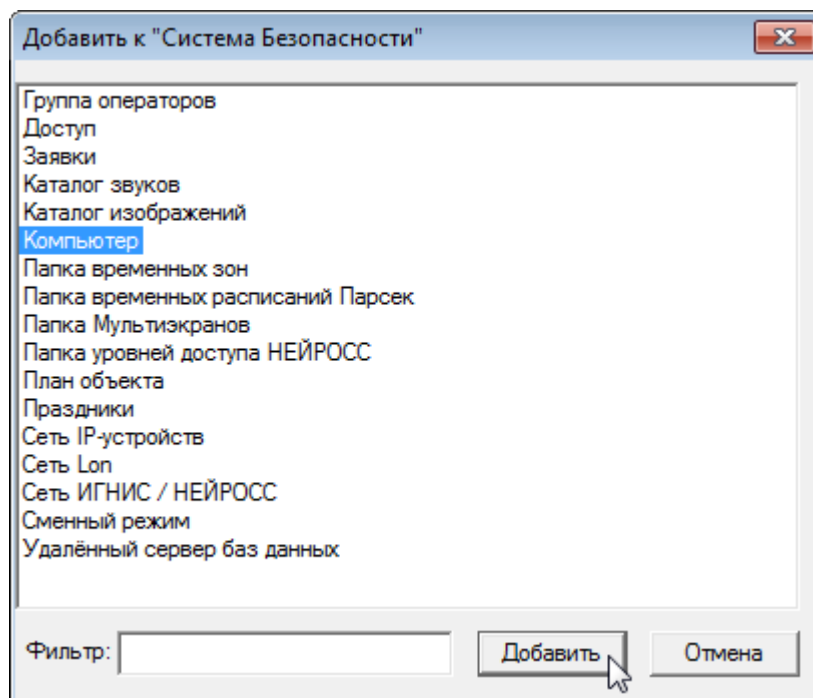 Добавить к "Система Безопасности"
Группа операторов
Доступ
Заявки
Каталог звуков
Каталог изображений
Компьютер
Папка временных зон
Папка временных расписаний Парсек
Папка Мультиэкранов
Папка уровней доступа НЕЙРОСС
План объекта
Праздники
Сеть IP-устройств
Сеть Lon
Сеть ИГНИС / НЕЙРОСС
Сменный режим
Удалённый сервер баз данных
Фильтр: Добавить Отмена